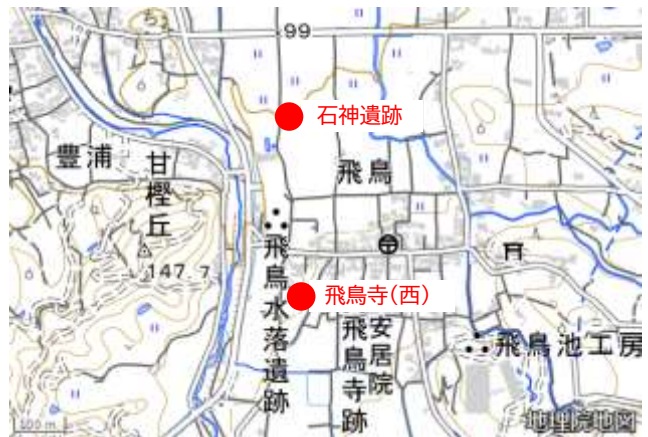 99
石神遺跡
豊浦
甘樫丘
飛鳥
147.7
飛鳥水落遺跡
飛鳥寺(西)
安居院
飛鳥寺跡
飛鳥池工房
100 m
地理院地図